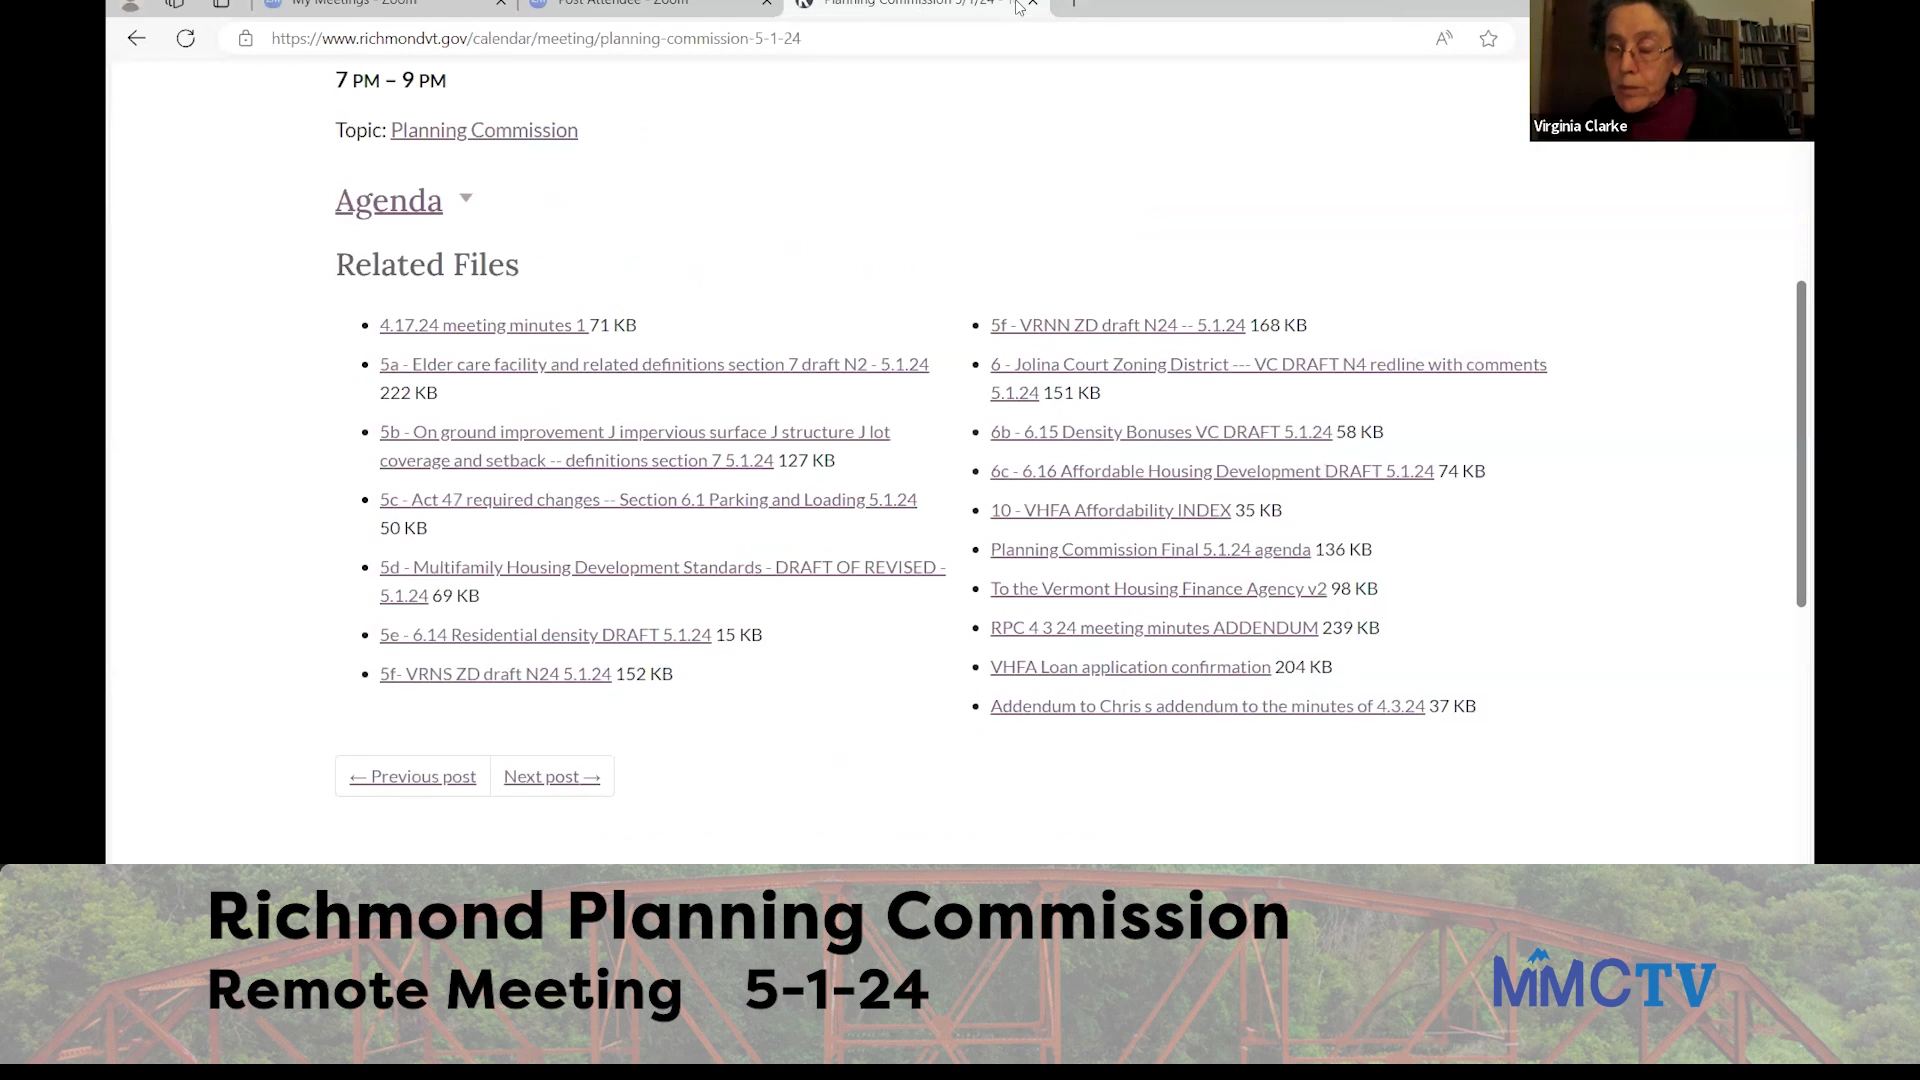 My Meetings - Zoom
Post Attendee - Zoom
Planning Commission 5/1/24 -
https://www.richmondvt.gov/calendar/meeting/planning-commission-5-1-24
7 PM – 9 PM
Topic: Planning Commission
Virginia Clarke
Agenda
Related Files
4.17.24 meeting minutes 1 71 KB
5a - Elder care facility and related definitions section 7 draft N2 - 5.1.24
222 KB
5b - On ground improvement J impervious surface J structure J lot
coverage and setback -- definitions section 7 5.1.24 127 KB
5c - Act 47 required changes -- Section 6.1 Parking and Loading 5.1.24
50 KB
5d - Multifamily Housing Development Standards - DRAFT OF REVISED -
5.1.24 69 KB
5e - 6.14 Residential density DRAFT 5.1.24 15 KB
5f- VRNS ZD draft N24 5.1.24 152 KB
5f - VRNN ZD draft N24 -- 5.1.24 168 KB
6 - Jolina Court Zoning District --- VC DRAFT N4 redline with comments
5.1.24 151 KB
6b - 6.15 Density Bonuses VC DRAFT 5.1.24 58 KB
6c - 6.16 Affordable Housing Development DRAFT 5.1.24 74 KB
10 - VHFA Affordability INDEX 35 KB
Planning Commission Final 5.1.24 agenda 136 KB
To the Vermont Housing Finance Agency v2 98 KB
RPC 4 3 24 meeting minutes ADDENDUM 239 KB
VHFA Loan application confirmation 204 KB
Addendum to Chris s addendum to the minutes of 4.3.24 37 KB
← Previous post
Next post →
Richmond Planning Commission
Remote Meeting 5-1-24
MMCTV